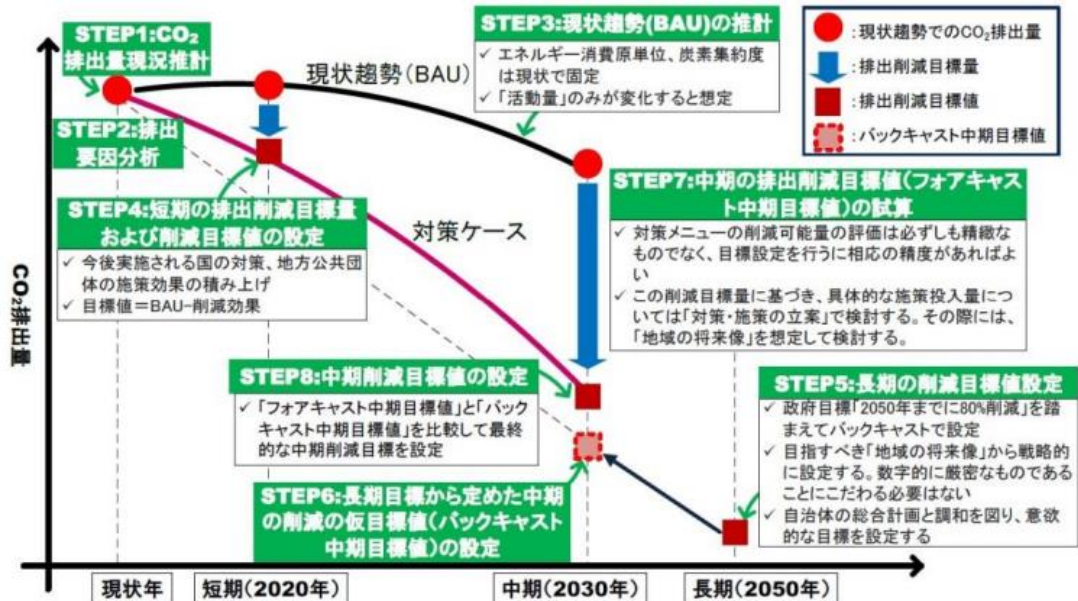 STEP1:CO₂
排出量現況推計
STEP2:排出
要因分析
現状趨勢(BAU)
STEP3:現状趨勢(BAU)の推計
✓ エネルギー消費原単位、炭素集約度
は現状で固定
✓ 「活動量」のみが変化すると想定
:現状趨勢でのCO₂排出量
:排出削減目標量
:排出削減目標値
:バックキャスト中期目標値
STEP4:短期の排出削減目標量
および削減目標値の設定
✓ 今後実施される国の対策、地方公共団
体の施策効果の積み上げ
✓ 目標値=BAU-削減効果
対策ケース
STEP7:中期の排出削減目標値(フォアキャス
ト中期目標値)の試算
✓ 対策メニューの削減可能量の評価は必ずしも精緻な
ものでなく、目標設定を行うに相応の精度があればよ
い
✓ この削減目標量に基づき、具体的な施策投入量につ
いては「対策・施策の立案」で検討する。その際には、
「地域の将来像」を想定して検討する。
STEP8:中期削減目標値の設定
✓ 「フォアキャスト中期目標値」と「バック
キャスト中期目標値」を比較して最終
的な中期削減目標を設定
STEP6:長期目標から定めた中期
の削減の仮目標値(バックキャスト
中期目標値)の設定
STEP5:長期の削減目標値設定
✓ 政府目標「2050年までに80%削減」を踏
まえてバックキャストで設定
✓ 目指すべき「地域の将来像」から戦略的
に設定する。数字的に厳密なものである
ことにこだわる必要はない
✓ 自治体の総合計画と調和を図り、意欲
的な目標を設定する
CO₂排出量
現状年
短期(2020年)
中期(2030年)
長期(2050年)